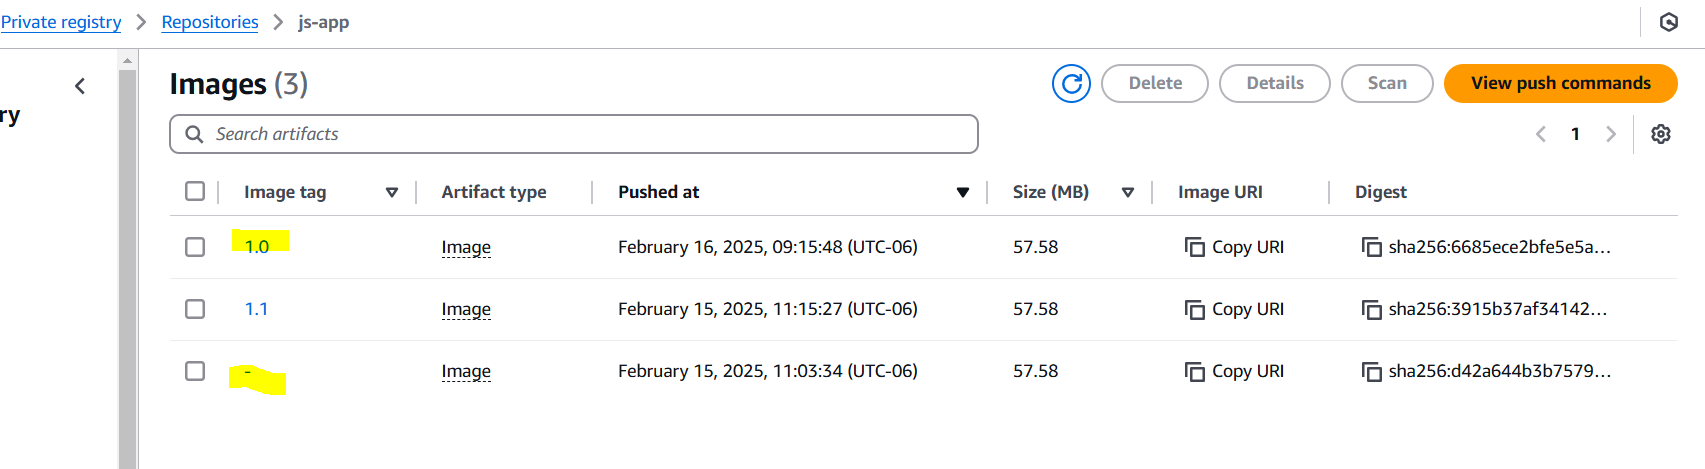 Private registry > Repositories > js-app
ry
Images (3)
Delete
Details
Scan
View push commands
Search artifacts
1
Image tag Artifact type Pushed at Size (MB) Image URI Digest
1.0 Image February 16, 2025, 09:15:48 (UTC-06) 57.58 Copy URI sha256:6685ece2bfe5e5a...
1.1 Image February 15, 2025, 11:15:27 (UTC-06) 57.58 Copy URI sha256:3915b37af34142...
- Image February 15, 2025, 11:03:34 (UTC-06) 57.58 Copy URI sha256:d42a644b3b7579...